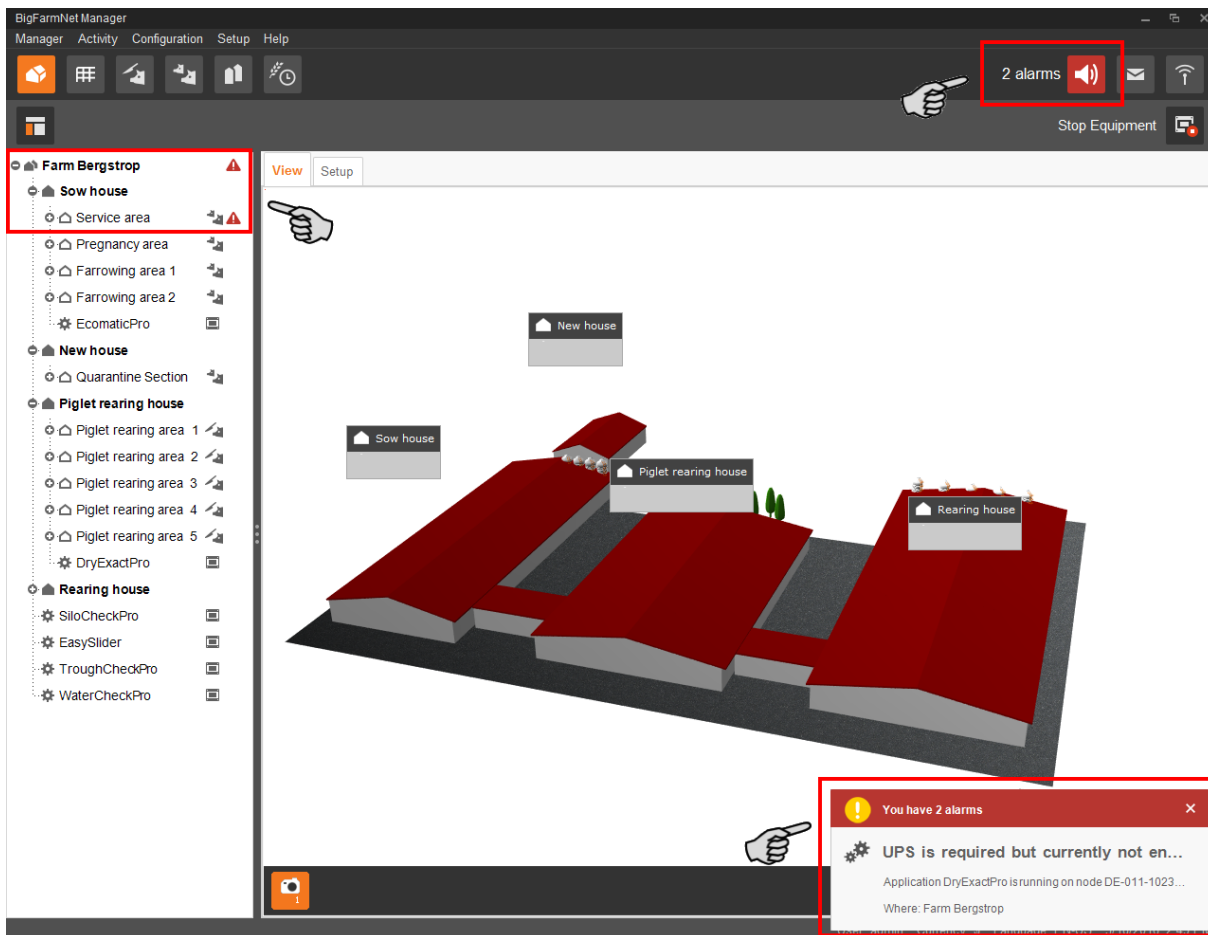 BigFarmNet Manager
Manager Activity Configuration Setup Help
2 alarms
Stop Equipment
Farm Bergstrop
Sow house
Service area
Pregnancy area
Farrowing area 1
Farrowing area 2
EcomaticPro
New house
Quarantine Section
Piglet rearing house
Piglet rearing area 1
Piglet rearing area 2
Piglet rearing area 3
Piglet rearing area 4
Piglet rearing area 5
DryExactPro
Rearing house
SiloCheckPro
EasySlider
TroughCheckPro
WaterCheckPro
View Setup
New house
Sow house
Piglet rearing house
Rearing house
1
You have 2 alarms
UPS is required but currently not en...
Application DryExactPro is running on node DE-011-1023...
Where: Farm Bergstrop